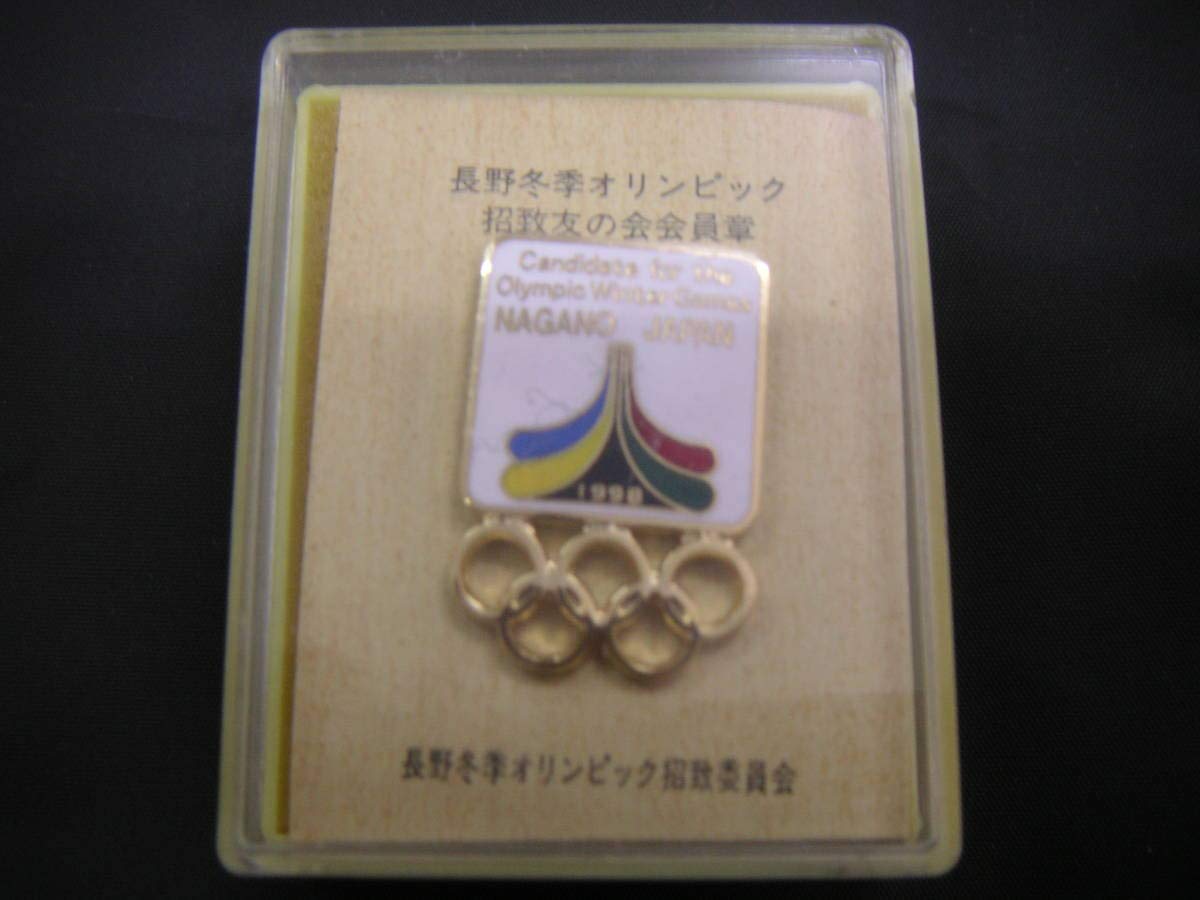 長野冬季オリンピック
招致友の会会員章
Candidate for the
Olympic Winter Games
NAGANO JAPAN
1998
長野冬季オリンピック招致委員会